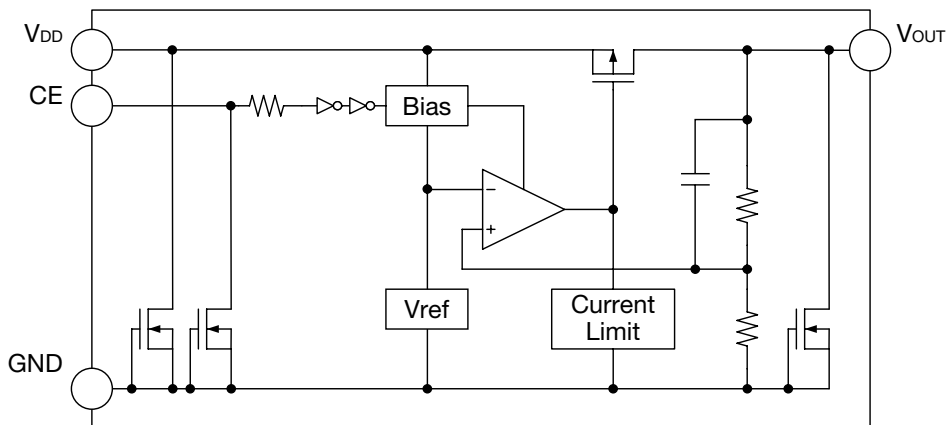 VDD
VOUT
CE
Bias
−
+
Vref
Current
Limit
GND